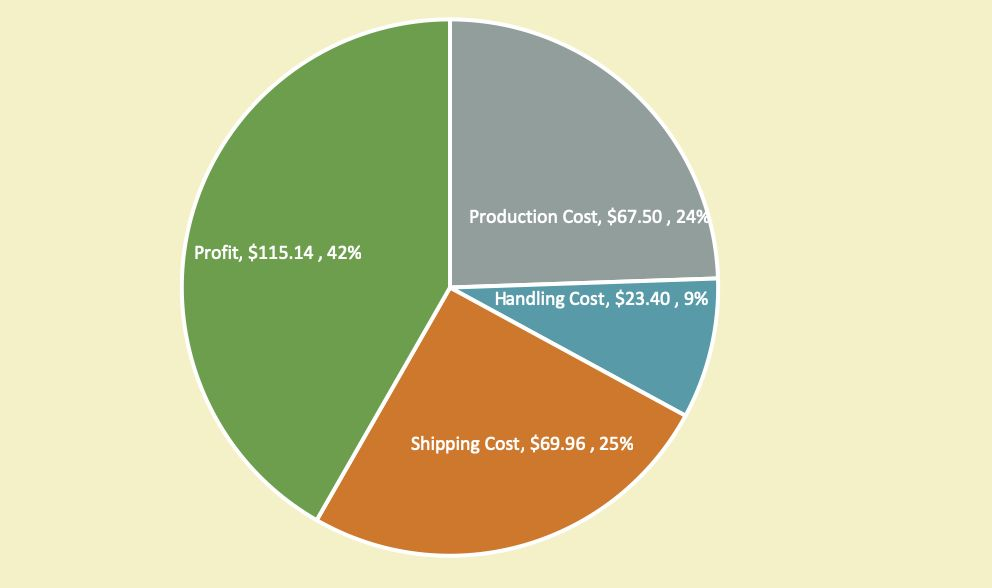 Production Cost, $67.50 , 24%
Profit, $115.14 , 42%
Handling Cost, $23.40 , 9%
Shipping Cost, $69.96 , 25%